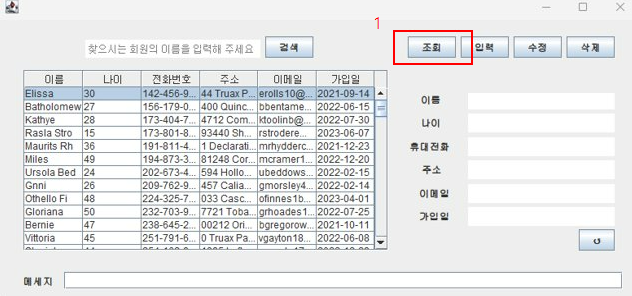 1
찾으시는 회원의 이름을 입력해 주세요 검색 조회 입력 수정 삭제
이름 나이 전화번호 주소 이메일 가입일
Elissa 30 142-456-9... 44 Truax P... erolls10@... 2021-09-14
Batholomew 27 156-179-0... 400 Quinc... bbentame... 2022-06-15
Kathye 28 173-404-7... 4712 Com... ktoolinb@... 2022-07-30
Rasla Stro 15 173-801-8... 93440 Sh... rstrodere... 2023-06-07
Maurits Rh 36 191-811-4... 1 Declarati... mrhydderc... 2021-12-23
Miles 49 194-873-3... 81248 Cor... mcramer1... 2022-12-20
Ursola Bed 24 202-673-4... 594 Hollo... ubeddows... 2022-02-15
Gnni 26 209-762-9... 457 Calia... gmorsley4... 2022-02-14
Othello Fi 48 224-325-7... 033 Casc... ofinnes1b... 2023-04-01
Gloriana 50 232-703-9... 7721 Toba... grhoades1... 2022-07-25
Bernie 47 238-645-2... 00212 Orin... bgregorow... 2021-10-11
Vittoria 45 251-791-6... 0 Truax Pa... vgayton18... 2022-06-08
이름
나이
휴대전화
주소
이메일
가입일
↺
메세지